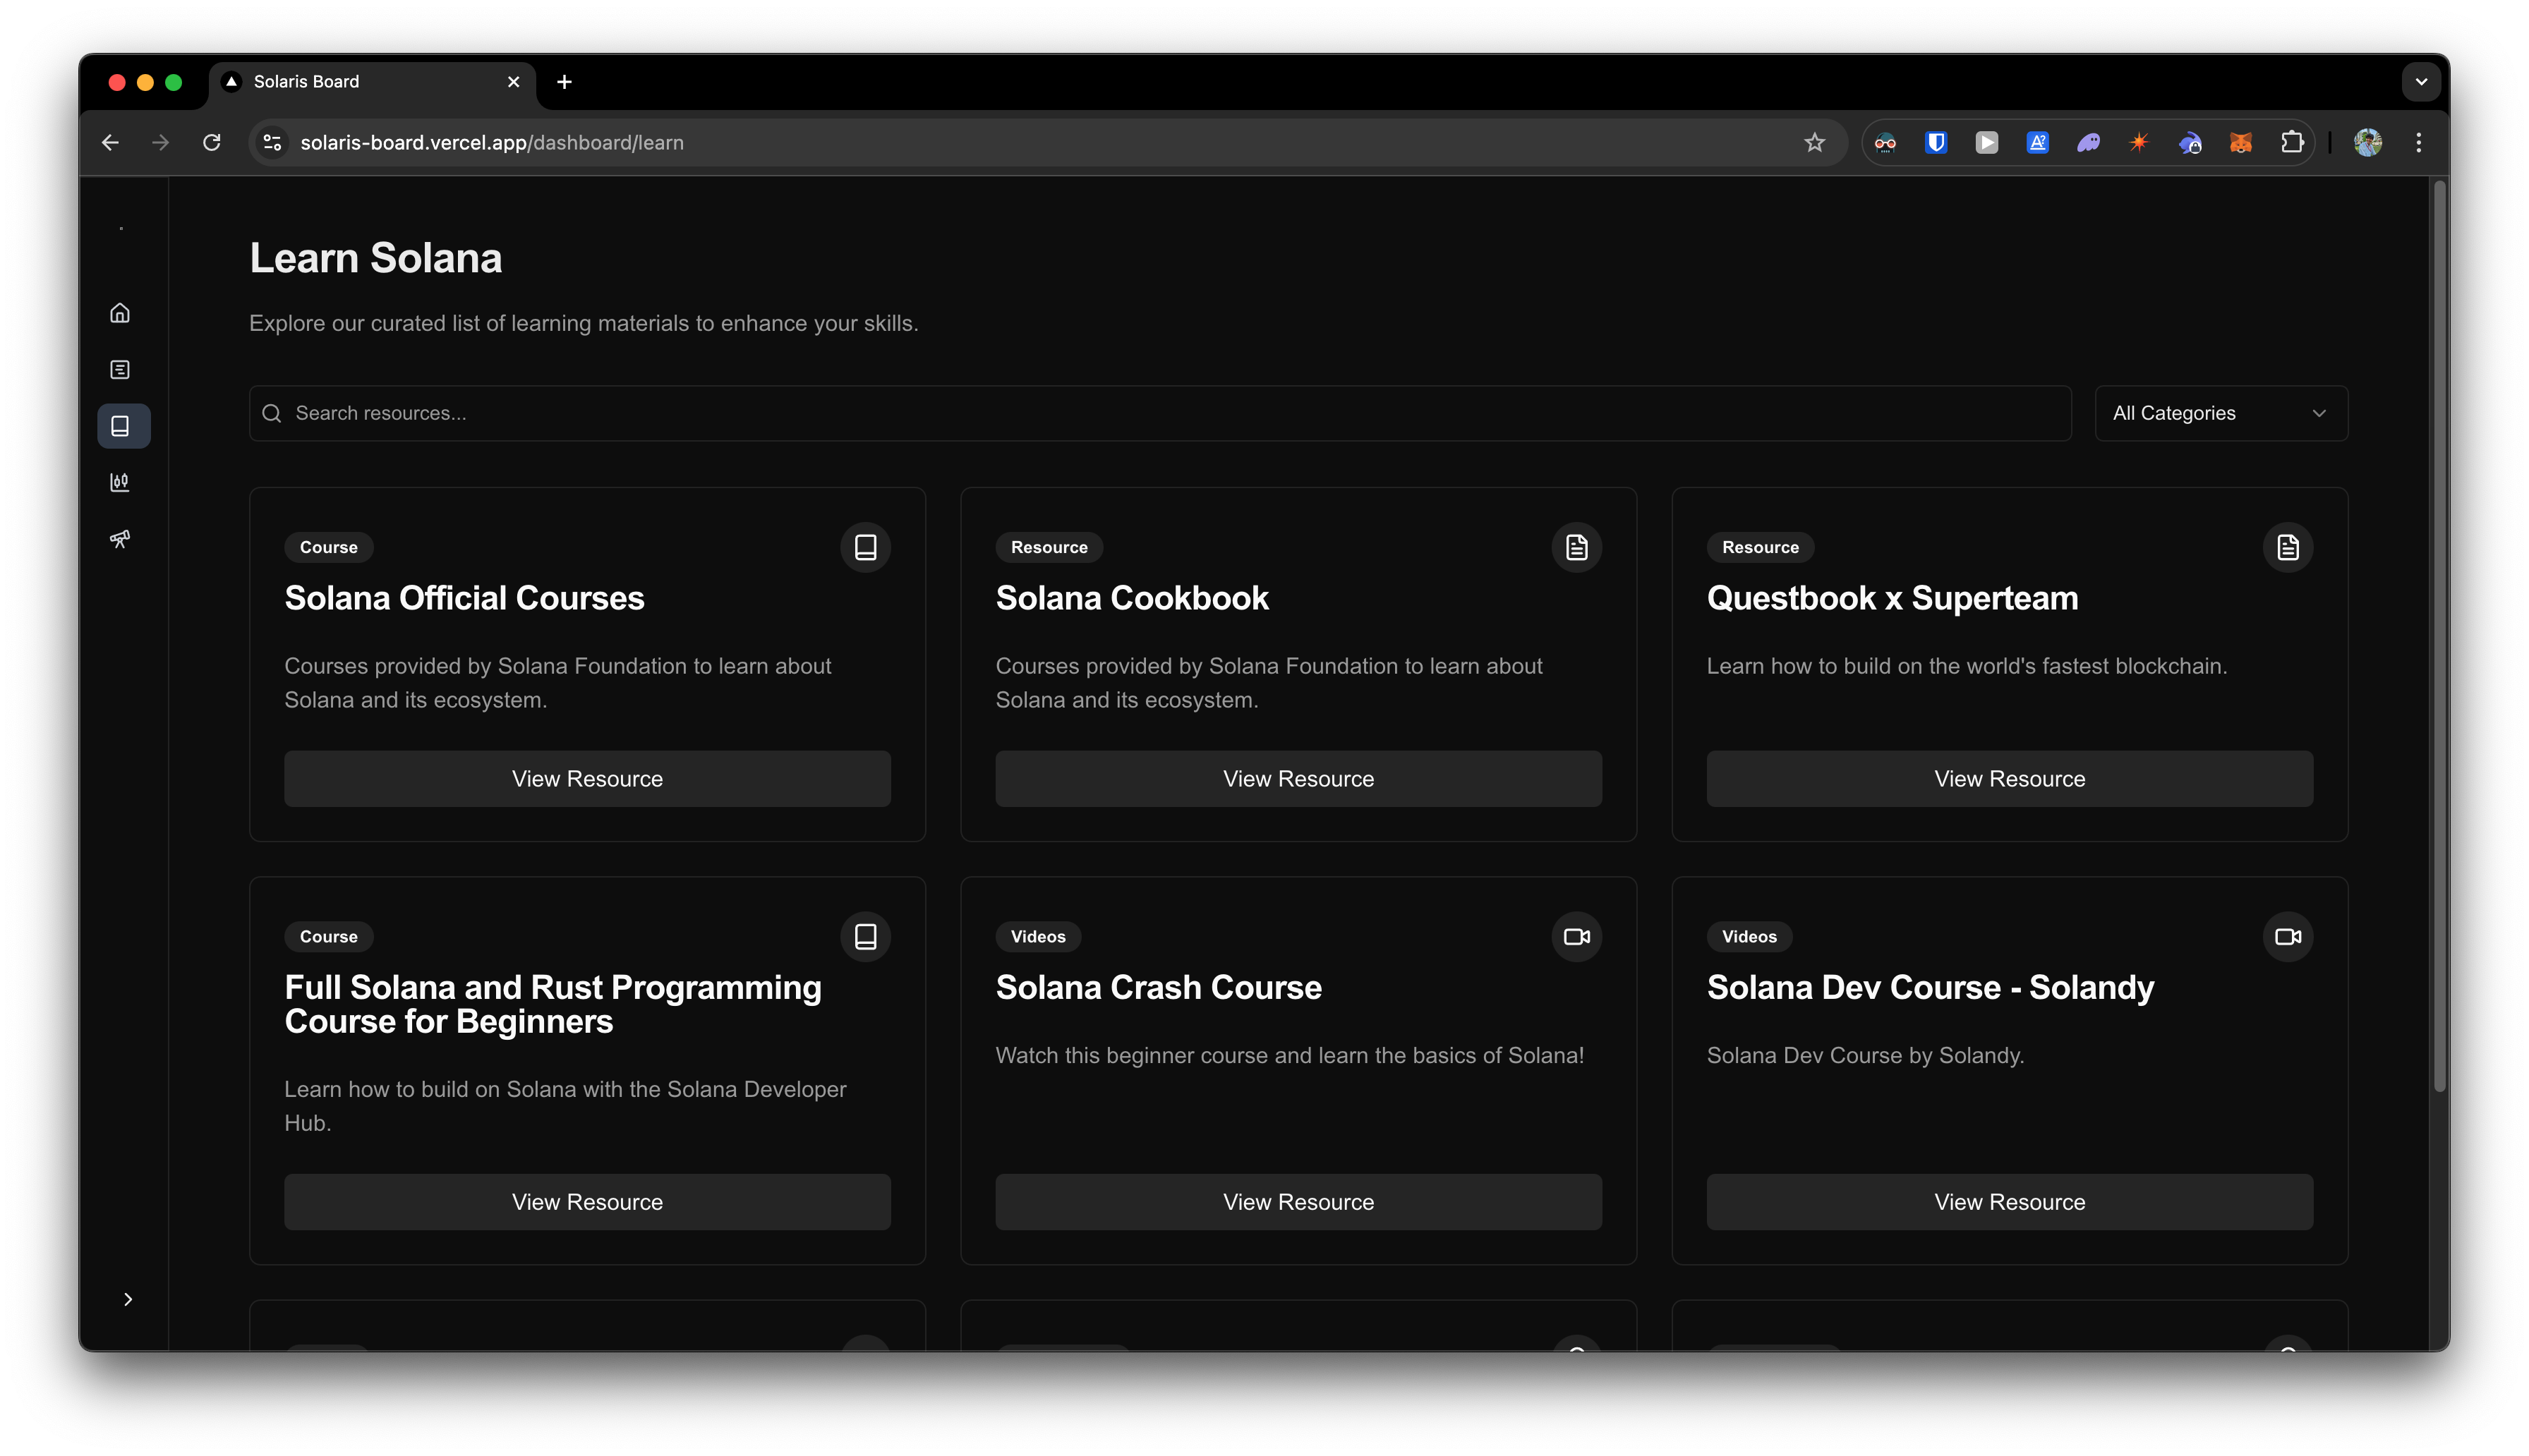 Solaris Board
solaris-board.vercel.app/dashboard/learn
Learn Solana
Explore our curated list of learning materials to enhance your skills.
Search resources...
All Categories
Course
Solana Official Courses
Courses provided by Solana Foundation to learn about
Solana and its ecosystem.
View Resource
Resource
Solana Cookbook
Courses provided by Solana Foundation to learn about
Solana and its ecosystem.
View Resource
Resource
Questbook x Superteam
Learn how to build on the world's fastest blockchain.
View Resource
Course
Full Solana and Rust Programming
Course for Beginners
Learn how to build on Solana with the Solana Developer
Hub.
View Resource
Videos
Solana Crash Course
Watch this beginner course and learn the basics of Solana!
View Resource
Videos
Solana Dev Course - Solandy
Solana Dev Course by Solandy.
View Resource